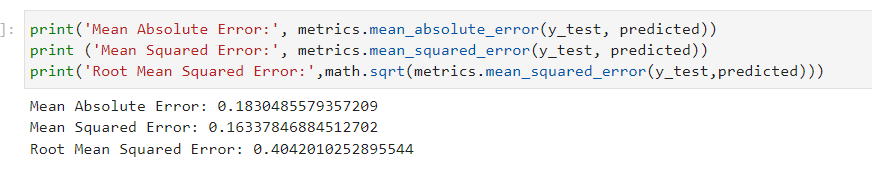 ]:
print('Mean Absolute Error:', metrics.mean_absolute_error(y_test, predicted))
print ('Mean Squared Error:', metrics.mean_squared_error(y_test, predicted))
print('Root Mean Squared Error:',math.sqrt(metrics.mean_squared_error(y_test,predicted)))
Mean Absolute Error: 0.1830485579357209
Mean Squared Error: 0.16337846884512702
Root Mean Squared Error: 0.4042010252895544